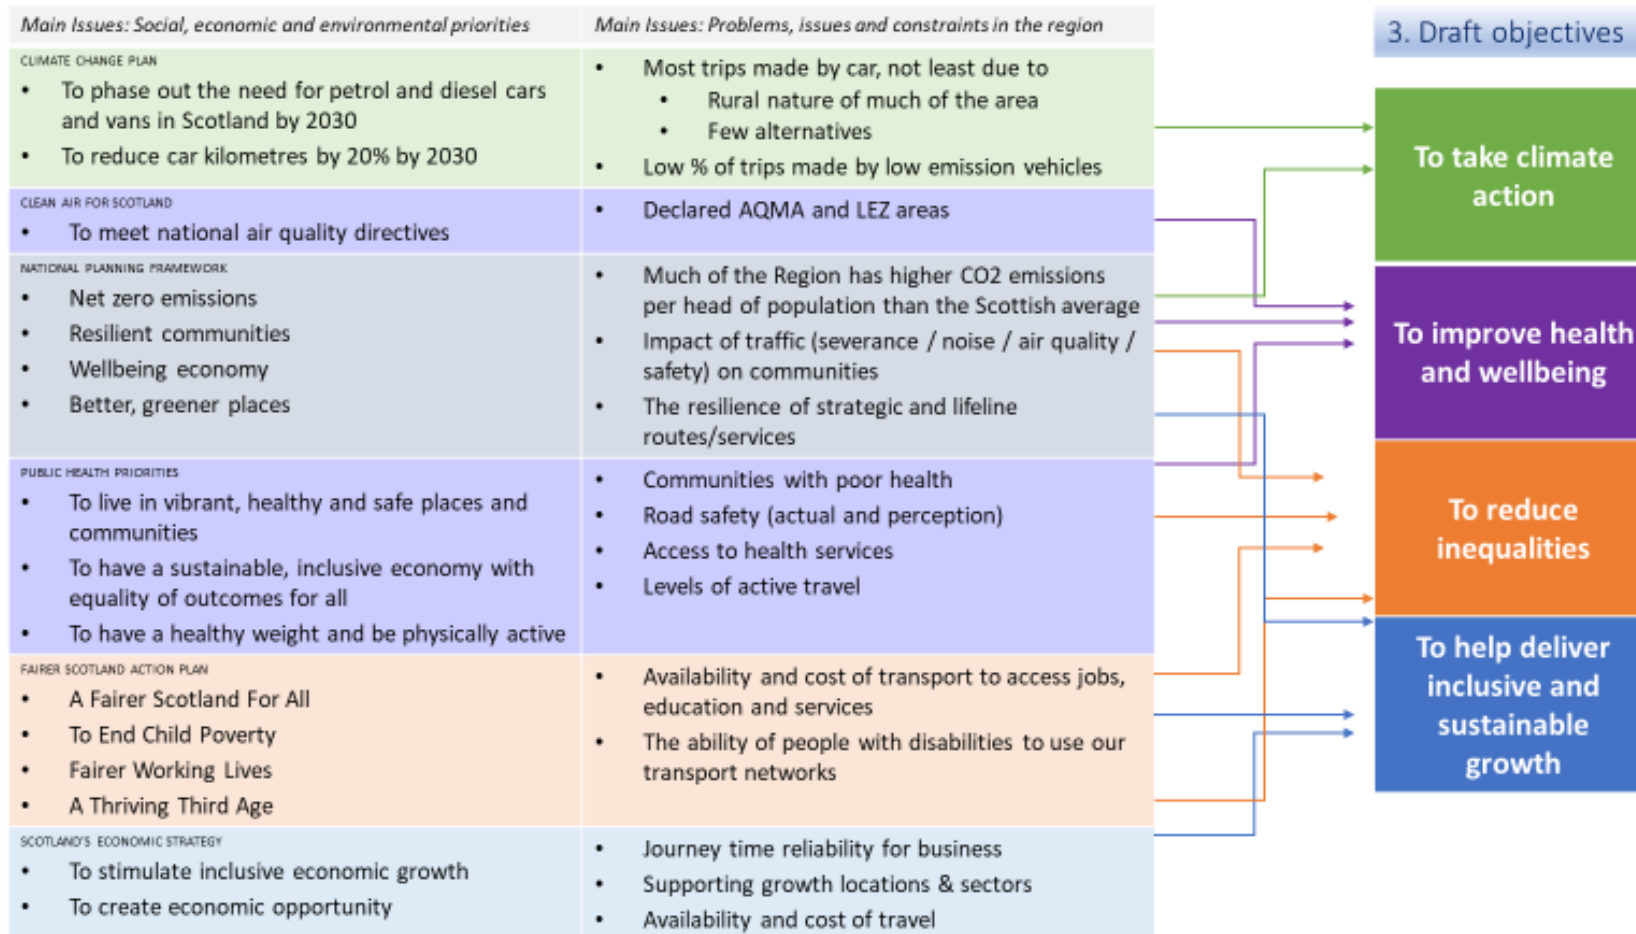 Main Issues: Social, economic and environmental priorities
Main Issues: Problems, issues and constraints in the region
3. Draft objectives
CLIMATE CHANGE PLAN
• To phase out the need for petrol and diesel cars
and vans in Scotland by 2030
• To reduce car kilometres by 20% by 2030
• Most trips made by car, not least due to
• Rural nature of much of the area
• Few alternatives
• Low % of trips made by low emission vehicles
CLEAN AIR FOR SCOTLAND
• To meet national air quality directives
• Declared AQMA and LEZ areas
NATIONAL PLANNING FRAMEWORK
• Net zero emissions
• Resilient communities
• Wellbeing economy
• Better, greener places
• Much of the Region has higher CO2 emissions
per head of population than the Scottish average
• Impact of traffic (severance / noise / air quality /
safety) on communities
• The resilience of strategic and lifeline
routes/services
PUBLIC HEALTH PRIORITIES
• To live in vibrant, healthy and safe places and
communities
• To have a sustainable, inclusive economy with
equality of outcomes for all
• To have a healthy weight and be physically active
• Communities with poor health
• Road safety (actual and perception)
• Access to health services
• Levels of active travel
FAIRER SCOTLAND ACTION PLAN
• A Fairer Scotland For All
• To End Child Poverty
• Fairer Working Lives
• A Thriving Third Age
• Availability and cost of transport to access jobs,
education and services
• The ability of people with disabilities to use our
transport networks
SCOTLAND'S ECONOMIC STRATEGY
• To stimulate inclusive economic growth
• To create economic opportunity
• Journey time reliability for business
• Supporting growth locations & sectors
• Availability and cost of travel
To take climate
action
To improve health
and wellbeing
To reduce
inequalities
To help deliver
inclusive and
sustainable
growth